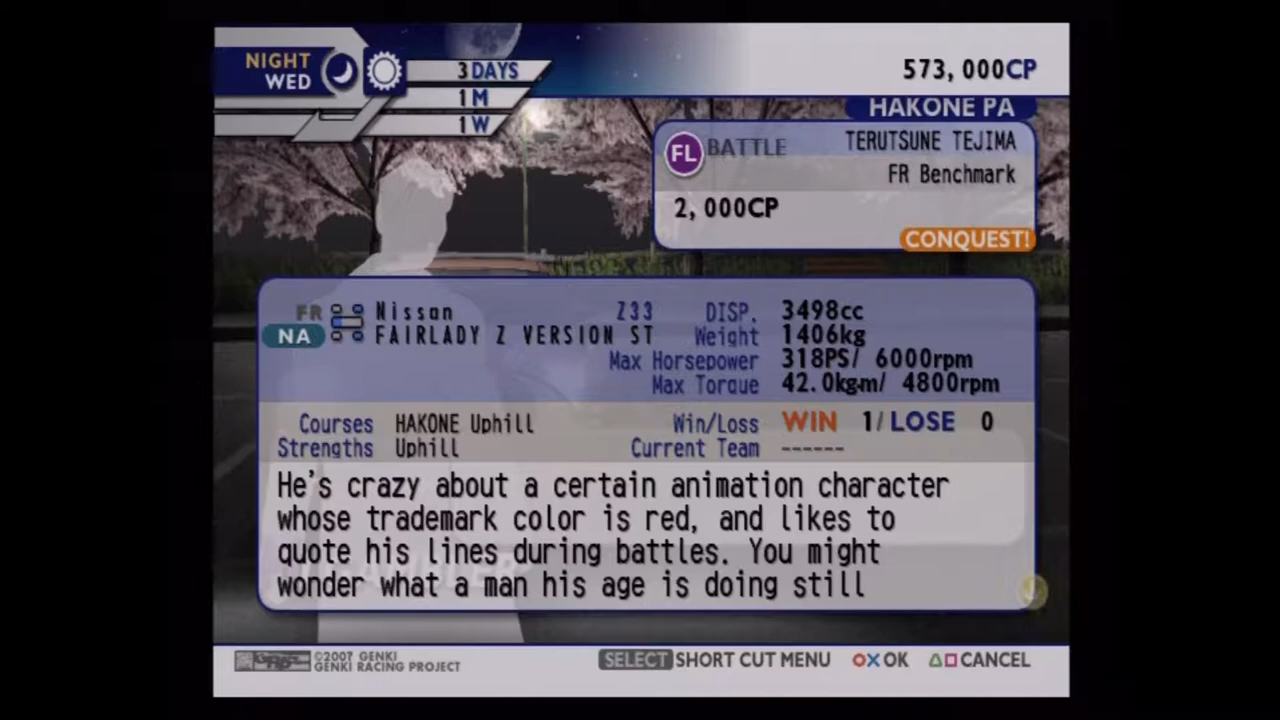 NIGHT
WED
3 DAYS
1 M
1 W
573,000CP
HAKONE PA
FL BATTLE
TERUTSUNE TEJIMA
FR Benchmark
2,000CP
CONQUEST!
FR
NA
Nissan Z33
FAIRLADY Z VERSION ST
DISP. 3498cc
Weight 1406kg
Max Horsepower 318PS/ 6000rpm
Max Torque 42.0kgm/ 4800rpm
Courses HAKONE Uphill
Win/Loss WIN 1/LOSE 0
Strengths Uphill
Current Team ------
He's crazy about a certain animation character
whose trademark color is red, and likes to
quote his lines during battles. You might
wonder what a man his age is doing still
©2007 GENKI
GENKI RACING PROJECT
SELECT SHORT CUT MENU
OK
CANCEL